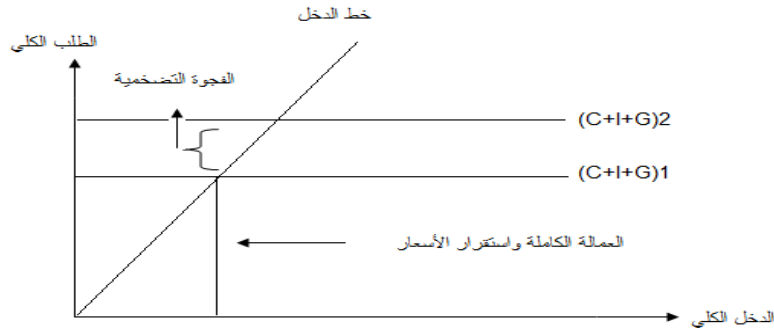 خط الدخل
الطلب الكلي
الفجوة التضخمية
(C+I+G)2
(C+I+G)1
العمالة الكاملة واستقرار الأسعار
الدخل الكلي